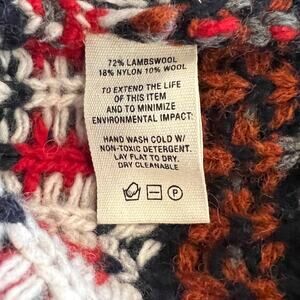 72% LAMBSWOOL
18% NYLON 10% WOOL
TO EXTEND THE LIFE
OF THIS ITEM
AND TO MINIMIZE
ENVIRONMENTAL IMPACT:
HAND WASH COLD W/
NON-TOXIC DETERGENT.
LAY FLAT TO DRY.
DRY CLEANABLE
P